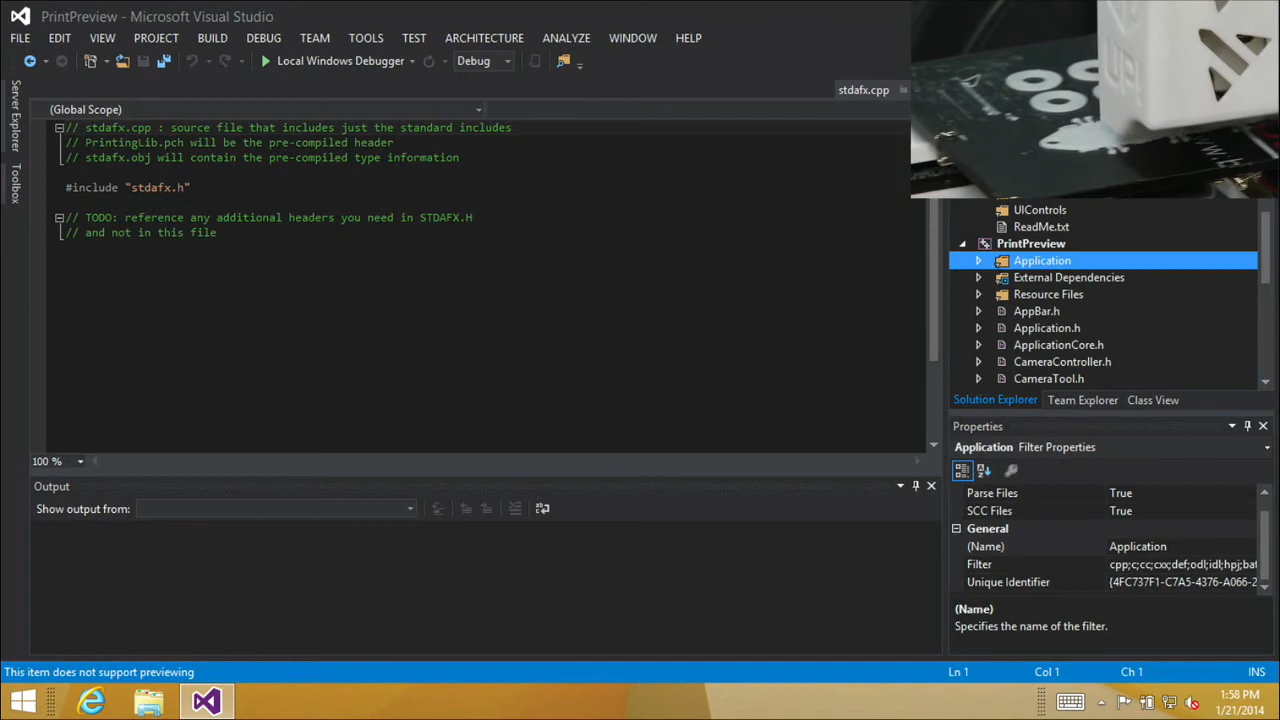 PrintPreview - Microsoft Visual Studio
FILE EDIT VIEW PROJECT BUILD DEBUG TEAM TOOLS TEST ARCHITECTURE ANALYZE WINDOW HELP
Local Windows Debugger Debug
Server Explorer
Toolbox
stdafx.cpp
(Global Scope)
// stdafx.cpp : source file that includes just the standard includes
// PrintingLib.pch will be the pre-compiled header
// stdafx.obj will contain the pre-compiled type information
#include "stdafx.h"
// TODO: reference any additional headers you need in STDAFX.H
// and not in this file
100 %
Output
Show output from:
UP!
www.b
UIControls
ReadMe.txt
PrintPreview
Application
External Dependencies
Resource Files
AppBar.h
Application.h
ApplicationCore.h
CameraController.h
CameraTool.h
Solution Explorer Team Explorer Class View
Properties
Application Filter Properties
Parse Files True
SCC Files True
General
(Name) Application
Filter cpp;c;cc;cxx;def;odl;idl;hpj;bat
Unique Identifier {4FC737F1-C7A5-4376-A066-2
(Name)
Specifies the name of the filter.
This item does not support previewing Ln 1 Col 1 Ch 1 INS
1:58 PM
1/21/2014